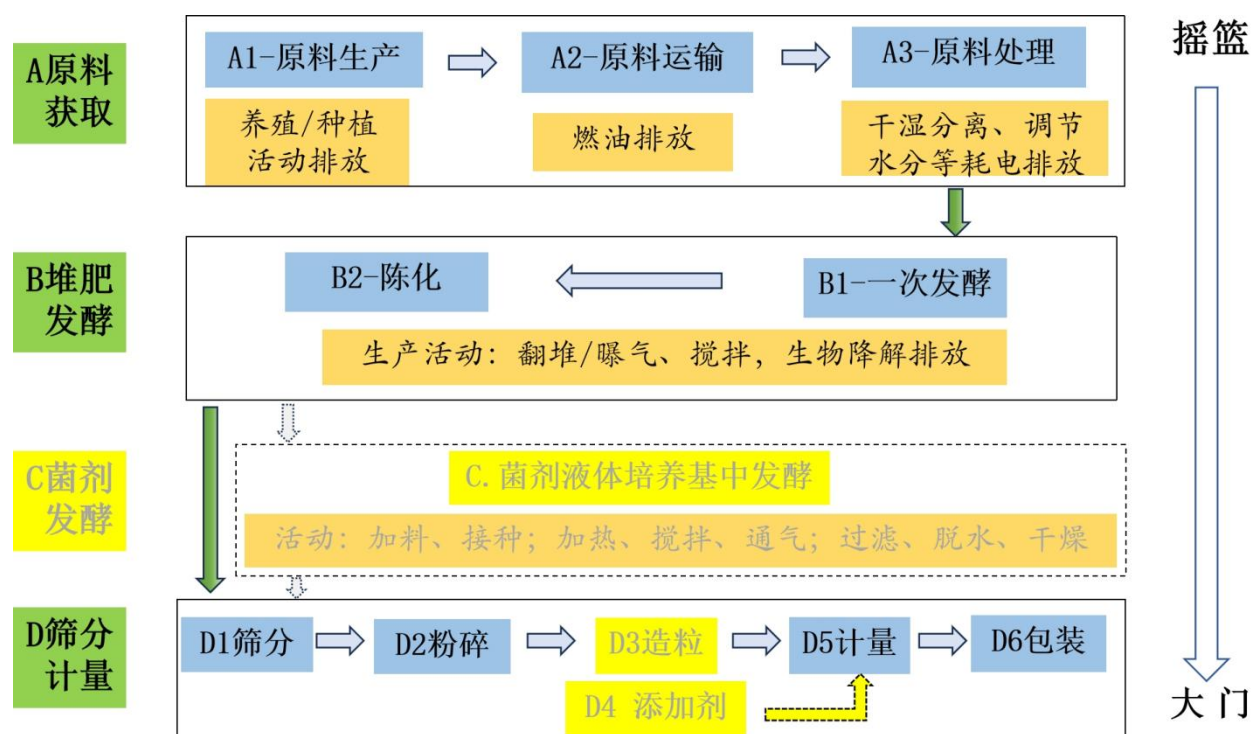 A原料
获取
A1-原料生产
A2-原料运输
A3-原料处理
养殖/种植
活动排放
燃油排放
干湿分离、调节
水分等耗电排放
摇篮
B堆肥
发酵
B2-陈化
B1-一次发酵
生产活动：翻堆/曝气、搅拌，生物降解排放
C菌剂
发酵
C.菌剂液体培养基中发酵
活动：加料、接种；加热、搅拌、通气；过滤、脱水、干燥
D筛分
计量
D1筛分
D2粉碎
D3造粒
D5计量
D6包装
D4 添加剂
大门